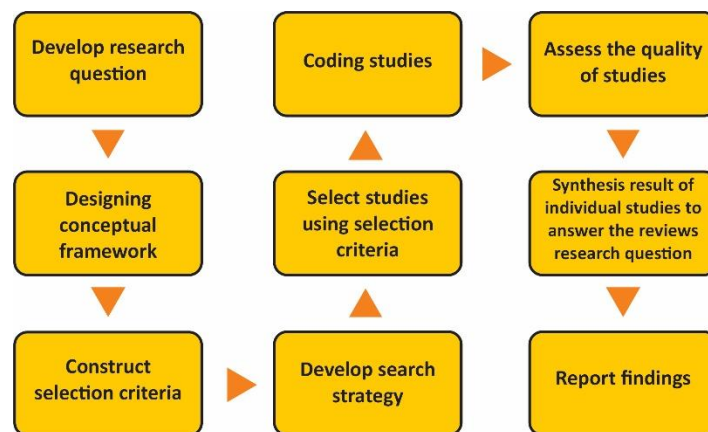 Develop research
question
Designing
conceptual
framework
Construct
selection criteria
Develop search
strategy
Select studies
using selection
criteria
Coding studies
Assess the quality
of studies
Synthesis result of
individual studies to
answer the reviews
research question
Report findings